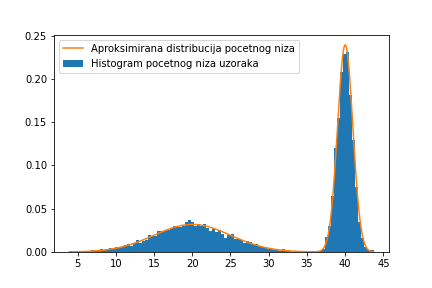 0.25
Aproksimirana distribucija pocetnog niza
Histogram pocetnog niza uzoraka
0.20
0.15
0.10
0.05
0.00
5 10 15 20 25 30 35 40 45